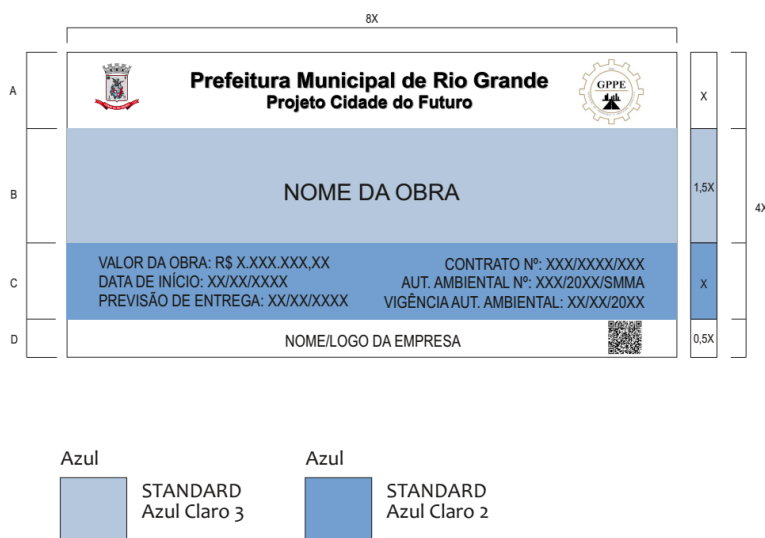 8X
A
Prefeitura Municipal de Rio Grande
Projeto Cidade do Futuro
GPPE
X
B
NOME DA OBRA
1,5X
4X
VALOR DA OBRA: R$ X.XXX.XXX,XX
CONTRATO Nº: XXX/XXXX/XXX
C
DATA DE INÍCIO: XX/XX/XXXX
AUT. AMBIENTAL Nº: XXX/20XX/SMMA
X
PREVISÃO DE ENTREGA: XX/XX/XXXX
VIGÊNCIA AUT. AMBIENTAL: XX/XX/20XX
D
NOME/LOGO DA EMPRESA
0,5X
Azul
STANDARD
Azul Claro 3
Azul
STANDARD
Azul Claro 2